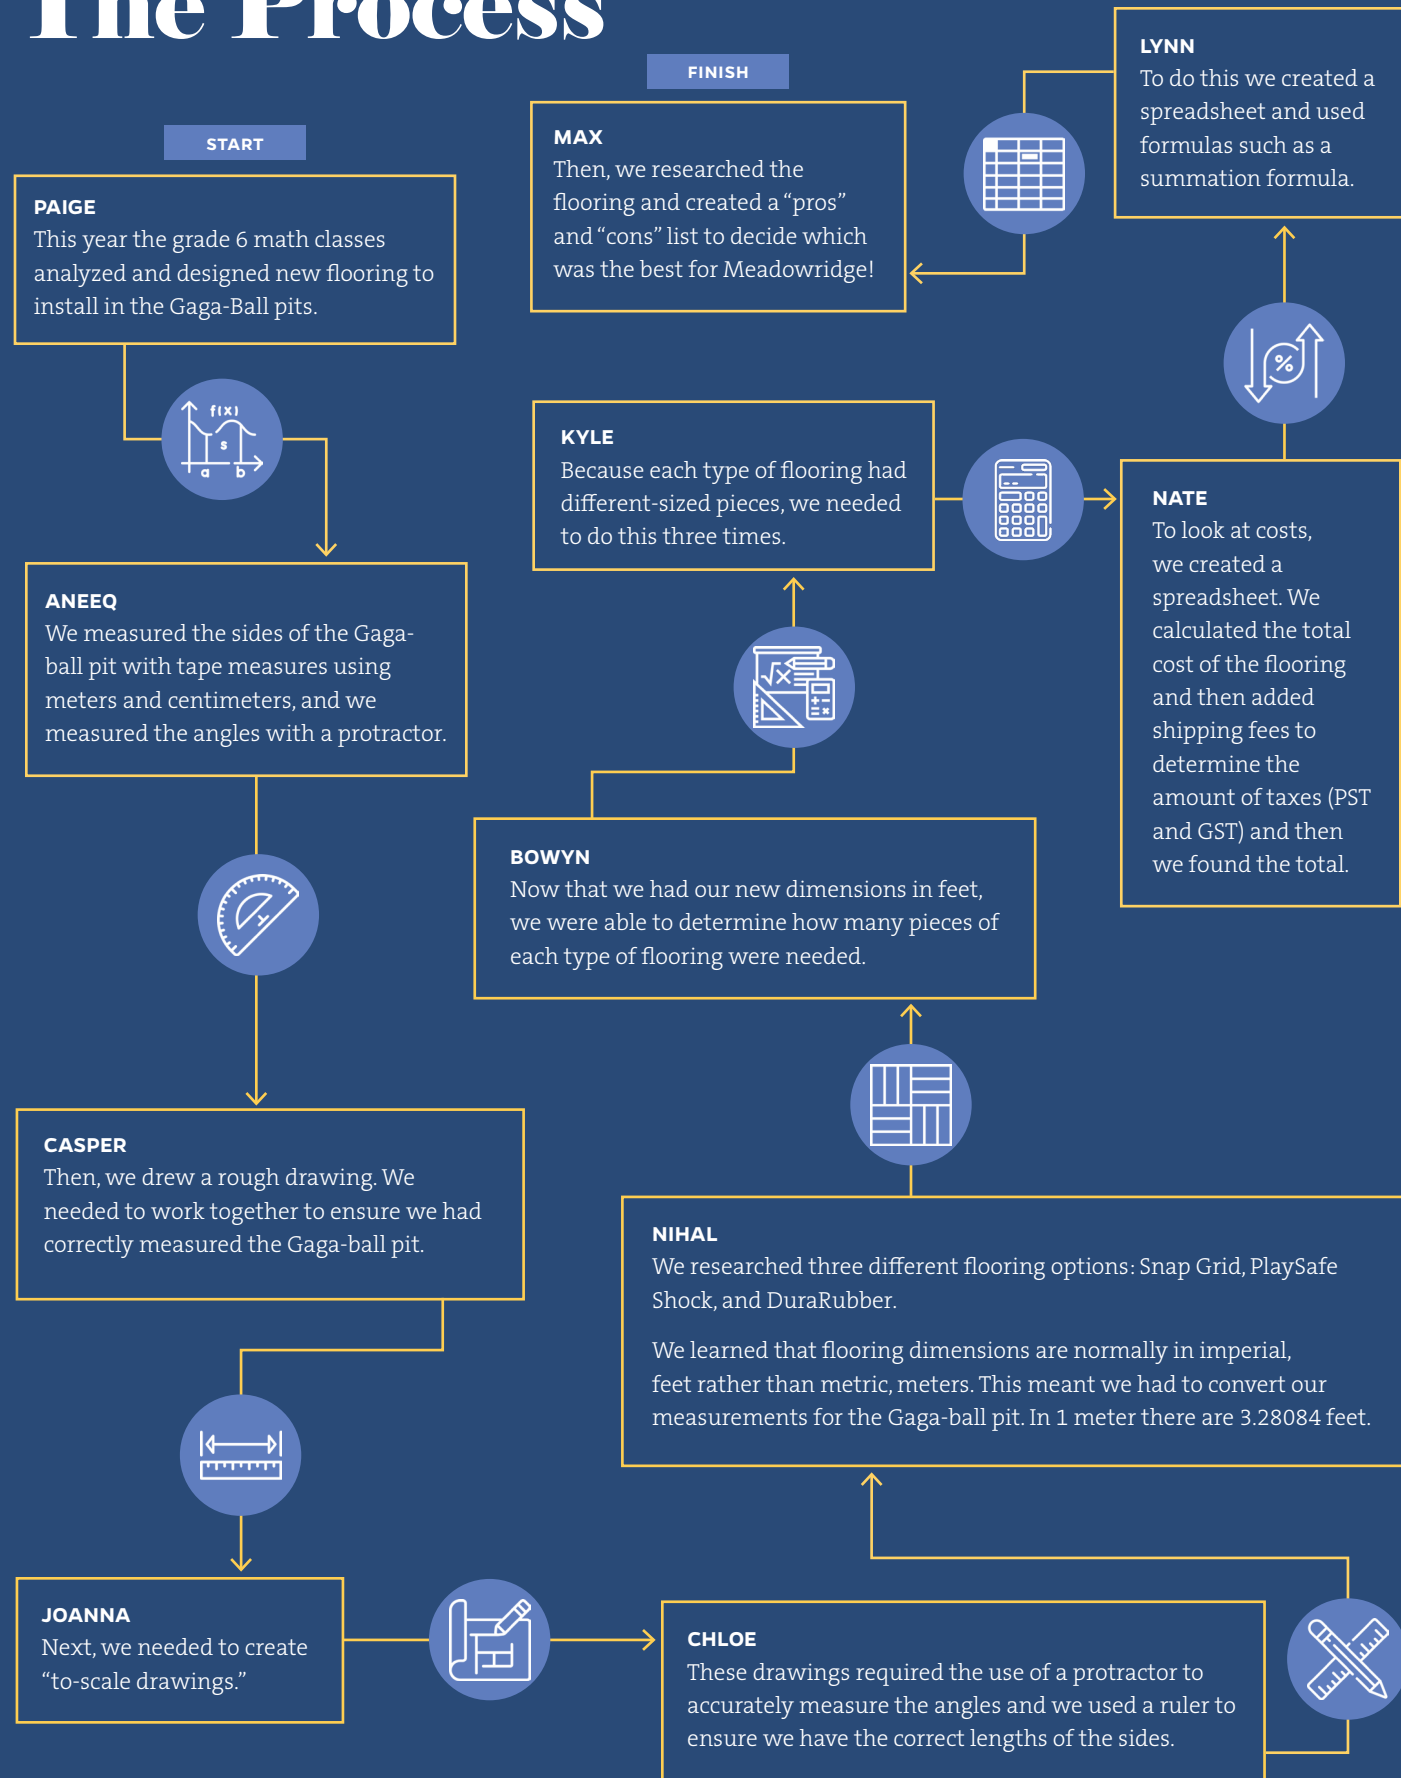 The Process
START
PAIGE
This year the grade 6 math classes
analyzed and designed new flooring to
install in the Gaga-Ball pits.
f(x)
s
a b
ANEEQ
We measured the sides of the Gaga-
ball pit with tape measures using
meters and centimeters, and we
measured the angles with a protractor.
CASPER
Then, we drew a rough drawing. We
needed to work together to ensure we had
correctly measured the Gaga-ball pit.
JOANNA
Next, we needed to create
“to-scale drawings.”
CHLOE
These drawings required the use of a protractor to
accurately measure the angles and we used a ruler to
ensure we have the correct lengths of the sides.
NIHAL
We researched three different flooring options: Snap Grid, PlaySafe
Shock, and DuraRubber.
We learned that flooring dimensions are normally in imperial,
feet rather than metric, meters. This meant we had to convert our
measurements for the Gaga-ball pit. In 1 meter there are 3.28084 feet.
BOWYN
Now that we had our new dimensions in feet,
we were able to determine how many pieces of
each type of flooring were needed.
√x
KYLE
Because each type of flooring had
different-sized pieces, we needed
to do this three times.
NATE
To look at costs,
we created a
spreadsheet. We
calculated the total
cost of the flooring
and then added
shipping fees to
determine the
amount of taxes (PST
and GST) and then
we found the total.
%
LYNN
To do this we created a
spreadsheet and used
formulas such as a
summation formula.
FINISH
MAX
Then, we researched the
flooring and created a “pros”
and “cons” list to decide which
was the best for Meadowridge!